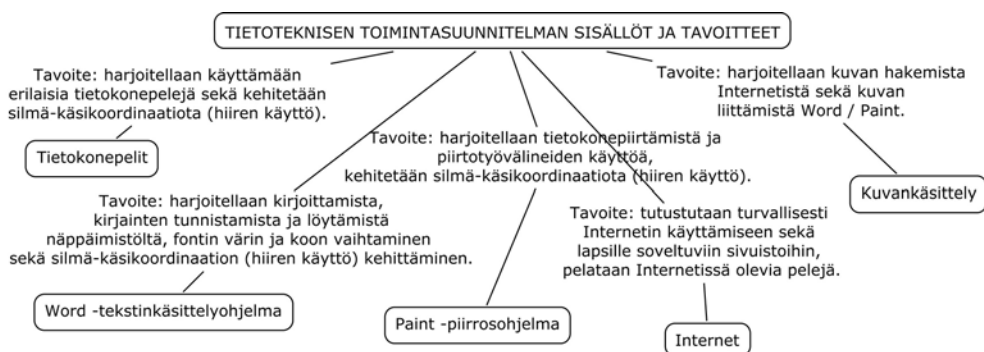 TIETOTEKNISEN TOIMINTASUUNNITELMAN SISÄLLÖT JA TAVOITTEET
Tavoite: harjoitellaan käyttämään
erilaisia tietokonepelejä sekä kehitetään
silmä-käsikoordinaatiota (hiiren käyttö).
Tietokonepelit
Tavoite: harjoitellaan kirjoittamista,
kirjainten tunnistamista ja löytämistä
näppäimistöltä, fontin värin ja koon vaihtaminen
sekä silmä-käsikoordinaation (hiiren käyttö) kehittäminen.
Word -tekstinkäsittelyohjelma
Tavoite: harjoitellaan tietokonepiirtämistä ja
piirtotyövälineiden käyttöä,
kehitetään silmä-käsikoordinaatiota (hiiren käyttö).
Paint -piirrosohjelma
Tavoite: tutustutaan turvallisesti
Internetin käyttämiseen sekä
lapsille soveltuviin sivuistoihin,
pelataan Internetissä olevia pelejä.
Internet
Tavoite: harjoitellaan kuvan hakemista
Internetistä sekä kuvan
liittämistä Word / Paint.
Kuvankäsittely